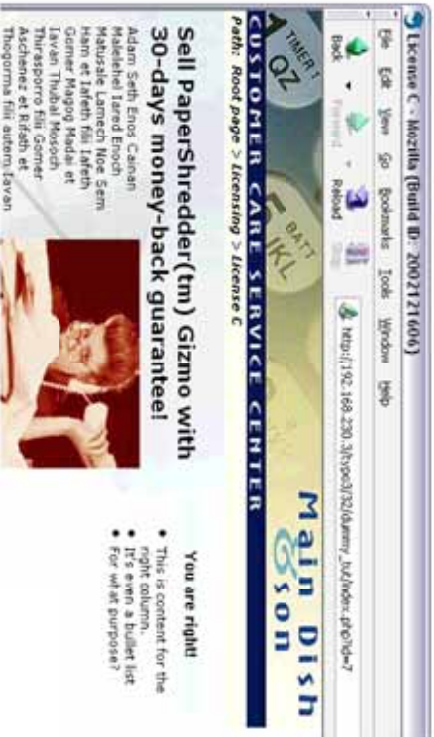 License C - Mozilla {Build ID: 2002121606}
File Edit View Go Bookmarks Tools Window Help
Back Forward Reload Stop
http://192.168.230.3/typo3/32/dummy_tut/index.php?id=7
TIMER 1
1 QZ
BATT
5 JKL
Main Dish
& son
CUSTOMER CARE SERVICE CENTER
Path: Root page > Licensing > License C
Sell PaperShredder(tm) Gizmo with
30-days money-back guarantee!
Adam Seth Enos Cainan
Malelehel Iared Enoch
Matusale Lamech Noe Sem
Ham et Iafeth filii Iafeth
Gomer Magog Madai et
Iavan Thubal Mosoch
Thirasporro filii Gomer
Aschenez et Rifath et
Thogorma filii autem Iavan
You are right!
• This is content for the
right column.
• It's even a bullet list
• For what purpose?